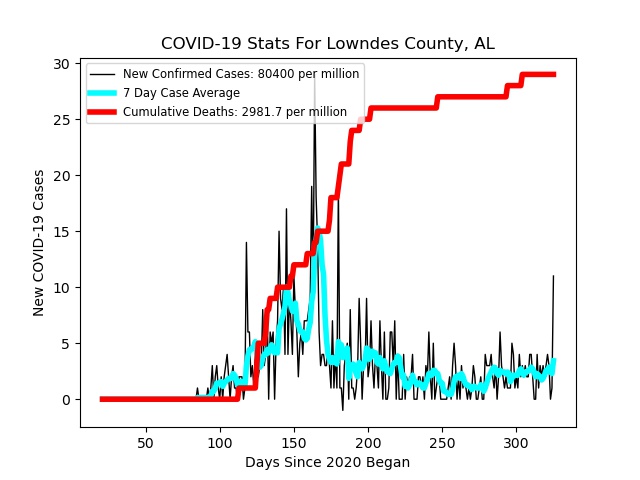 COVID-19 Stats For Lowndes County, AL
New Confirmed Cases: 80400 per million
7 Day Case Average
Cumulative Deaths: 2981.7 per million
30
25
20
15
10
5
0
New COVID-19 Cases
50 100 150 200 250 300
Days Since 2020 Began